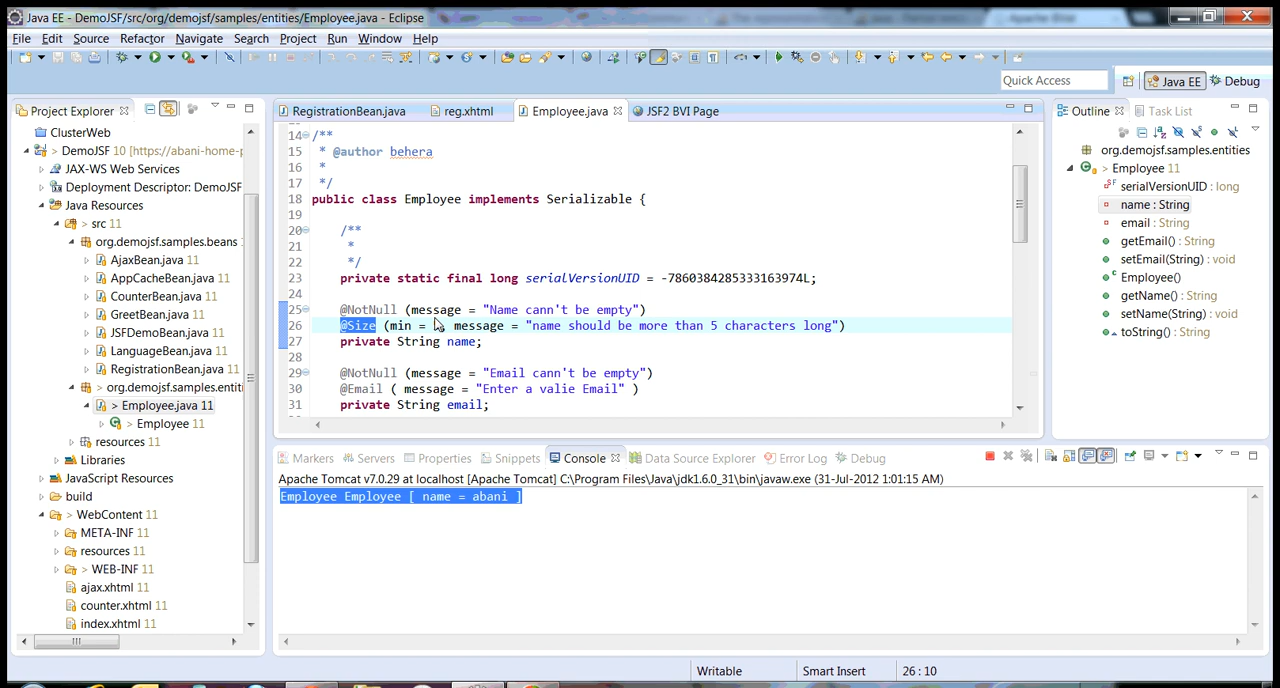 Java EE - DemoJSF/src/org/demojsf/samples/entities/Employee.java - Eclipse
File Edit Source Refactor Navigate Search Project Run Window Help
Quick Access
Java EE
Debug
Project Explorer
ClusterWeb
> DemoJSF 10 [https://abani-home-p
JAX-WS Web Services
Deployment Descriptor: DemoJSF
Java Resources
> src 11
org.demojsf.samples.beans
AjaxBean.java 11
AppCacheBean.java 11
CounterBean.java 11
GreetBean.java 11
JSFDemoBean.java 11
LanguageBean.java 11
RegistrationBean.java 11
> org.demojsf.samples.entiti
> Employee.java 11
> Employee 11
resources 11
Libraries
JavaScript Resources
build
> WebContent 11
META-INF 11
resources 11
> WEB-INF 11
ajax.xhtml 11
counter.xhtml 11
index.xhtml 11
RegistrationBean.java
reg.xhtml
Employee.java
JSF2 BVI Page
14 /**
15 * @author behera
16 *
17 */
18 public class Employee implements Serializable {
19
20 /**
21 *
22 */
23 private static final long serialVersionUID = -7860384285333163974L;
24
25 @NotNull (message = "Name cann't be empty")
26 @Size (min = message = "name should be more than 5 characters long")
27 private String name;
28
29 @NotNull (message = "Email cann't be empty")
30 @Email ( message = "Enter a valie Email" )
31 private String email;
Outline
Task List
org.demojsf.samples.entities
> Employee 11
serialVersionUID : long
name : String
email : String
getEmail() : String
setEmail(String) : void
Employee()
getName() : String
setName(String) : void
toString() : String
Markers
Servers
Properties
Snippets
Console
Data Source Explorer
Error Log
Debug
Apache Tomcat v7.0.29 at localhost [Apache Tomcat] C:\Program Files\Java\jdk1.6.0_31\bin\javaw.exe (31-Jul-2012 1:01:15 AM)
Employee Employee [ name = abani ]
Writable
Smart Insert
26 : 10